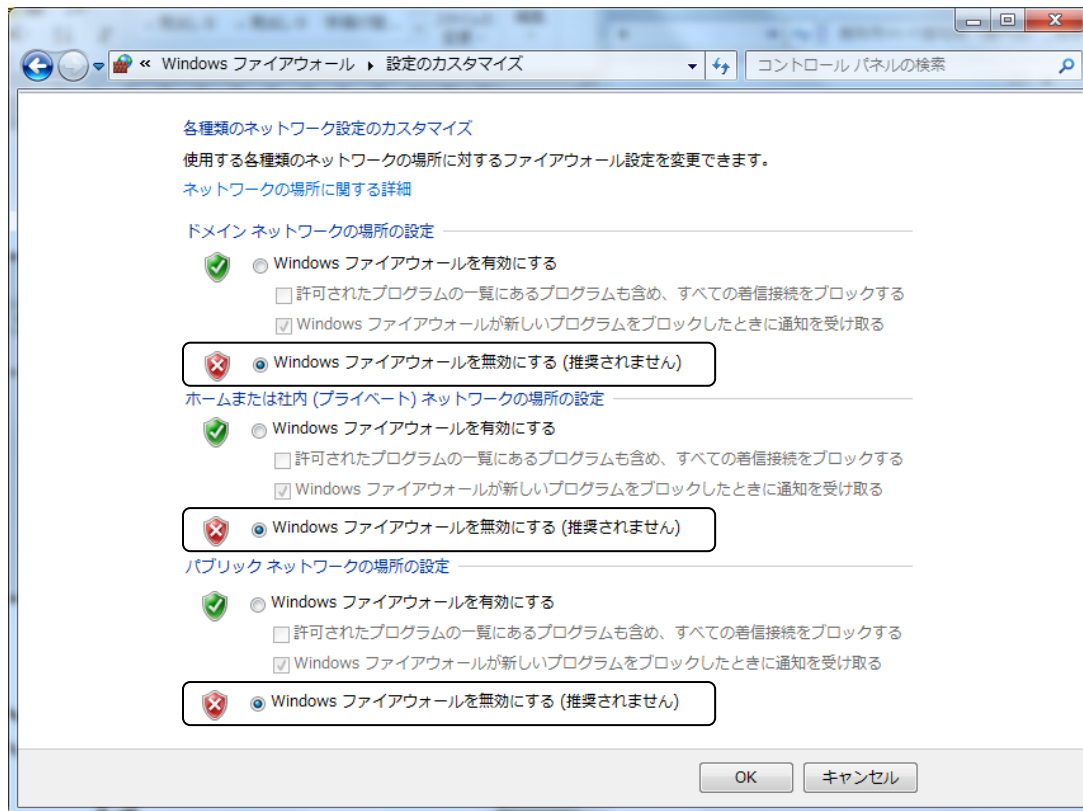 « Windows ファイアウォール ▸ 設定のカスタマイズ
コントロール パネルの検索
各種類のネットワーク設定のカスタマイズ
使用する各種類のネットワークの場所に対するファイアウォール設定を変更できます。
ネットワークの場所に関する詳細
ドメイン ネットワークの場所の設定
Windows ファイアウォールを有効にする
許可されたプログラムの一覧にあるプログラムも含め、すべての着信接続をブロックする
Windows ファイアウォールが新しいプログラムをブロックしたときに通知を受け取る
Windows ファイアウォールを無効にする (推奨されません)
ホームまたは社内 (プライベート) ネットワークの場所の設定
Windows ファイアウォールを有効にする
許可されたプログラムの一覧にあるプログラムも含め、すべての着信接続をブロックする
Windows ファイアウォールが新しいプログラムをブロックしたときに通知を受け取る
Windows ファイアウォールを無効にする (推奨されません)
パブリック ネットワークの場所の設定
Windows ファイアウォールを有効にする
許可されたプログラムの一覧にあるプログラムも含め、すべての着信接続をブロックする
Windows ファイアウォールが新しいプログラムをブロックしたときに通知を受け取る
Windows ファイアウォールを無効にする (推奨されません)
OK
キャンセル